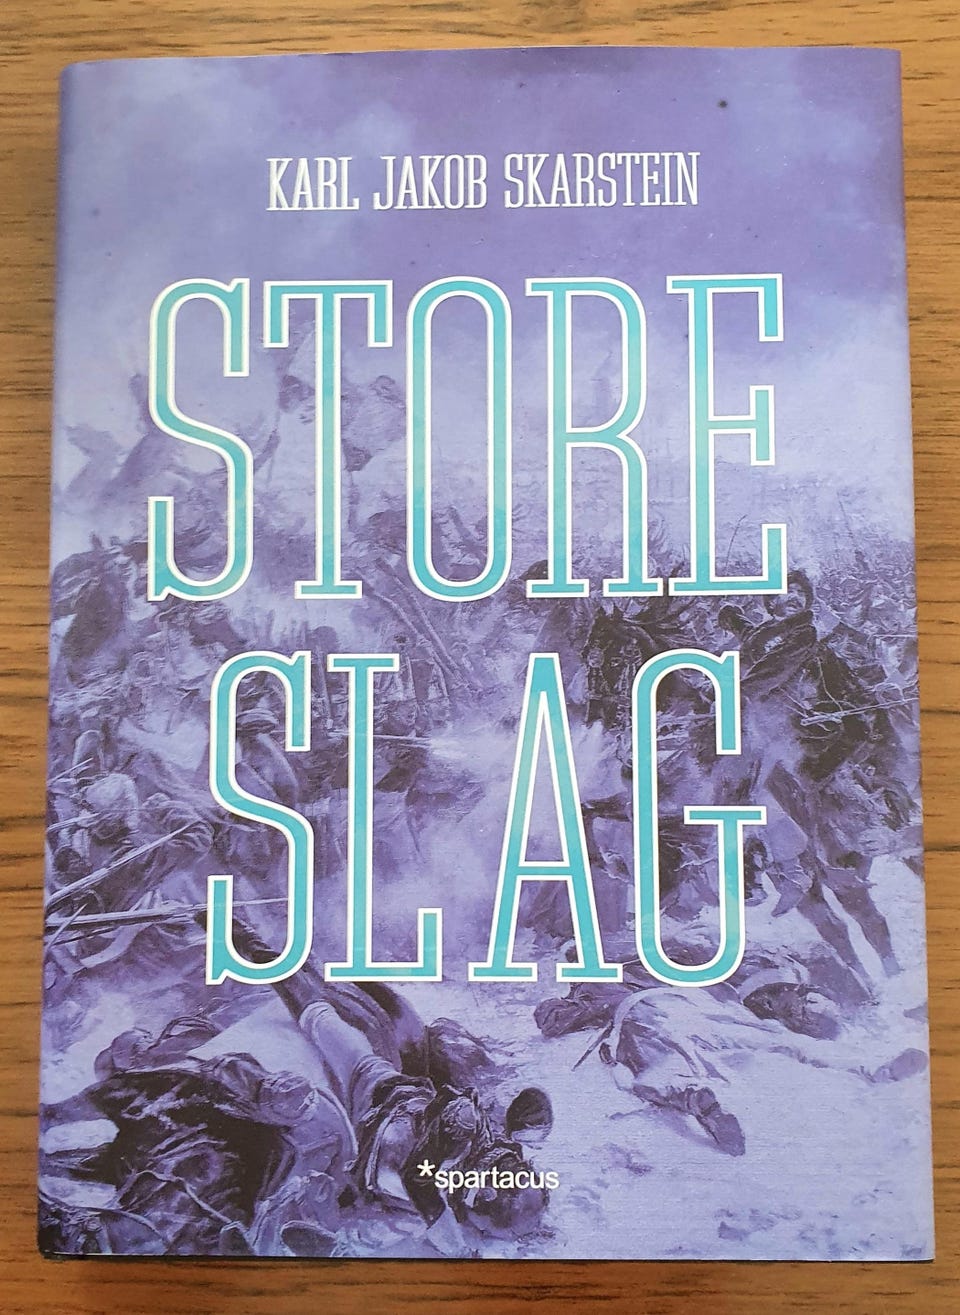 KARL JAKOB SKARSTEIN
STORE
SLAG
*spartacus